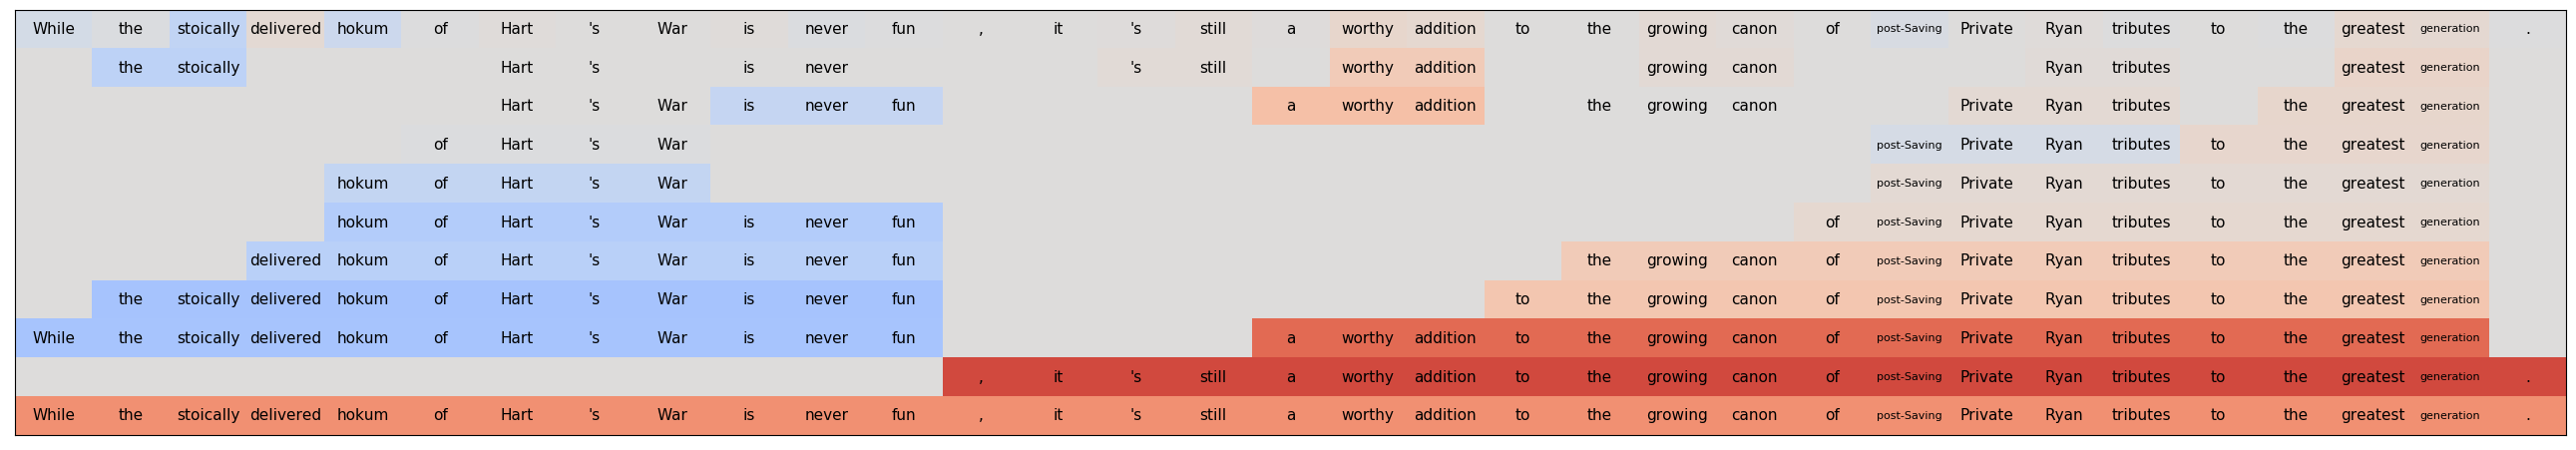 While the stoically delivered hokum of Hart 's War is never fun , it 's still a worthy addition to the growing canon of post-Saving Private Ryan tributes to the greatest generation .
the stoically Hart 's is never 's still worthy addition growing canon Ryan tributes greatest generation
Hart 's War is never fun a worthy addition the growing canon Private Ryan tributes the greatest generation
of Hart 's War post-Saving Private Ryan tributes to the greatest generation
hokum of Hart 's War post-Saving Private Ryan tributes to the greatest generation
hokum of Hart 's War is never fun of post-Saving Private Ryan tributes to the greatest generation
delivered hokum of Hart 's War is never fun the growing canon of post-Saving Private Ryan tributes to the greatest generation
the stoically delivered hokum of Hart 's War is never fun to the growing canon of post-Saving Private Ryan tributes to the greatest generation
While the stoically delivered hokum of Hart 's War is never fun a worthy addition to the growing canon of post-Saving Private Ryan tributes to the greatest generation
, it 's still a worthy addition to the growing canon of post-Saving Private Ryan tributes to the greatest generation .
While the stoically delivered hokum of Hart 's War is never fun , it 's still a worthy addition to the growing canon of post-Saving Private Ryan tributes to the greatest generation .